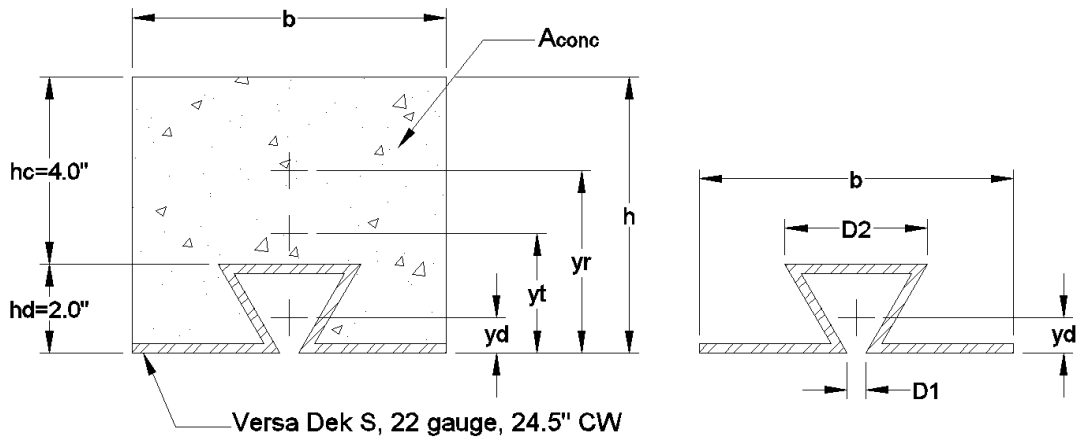 b
Aconc
hc=4.0"
h
b
yr
D2
hd=2.0"
yt
yd
yd
D1
Versa Dek S, 22 gauge, 24.5" CW